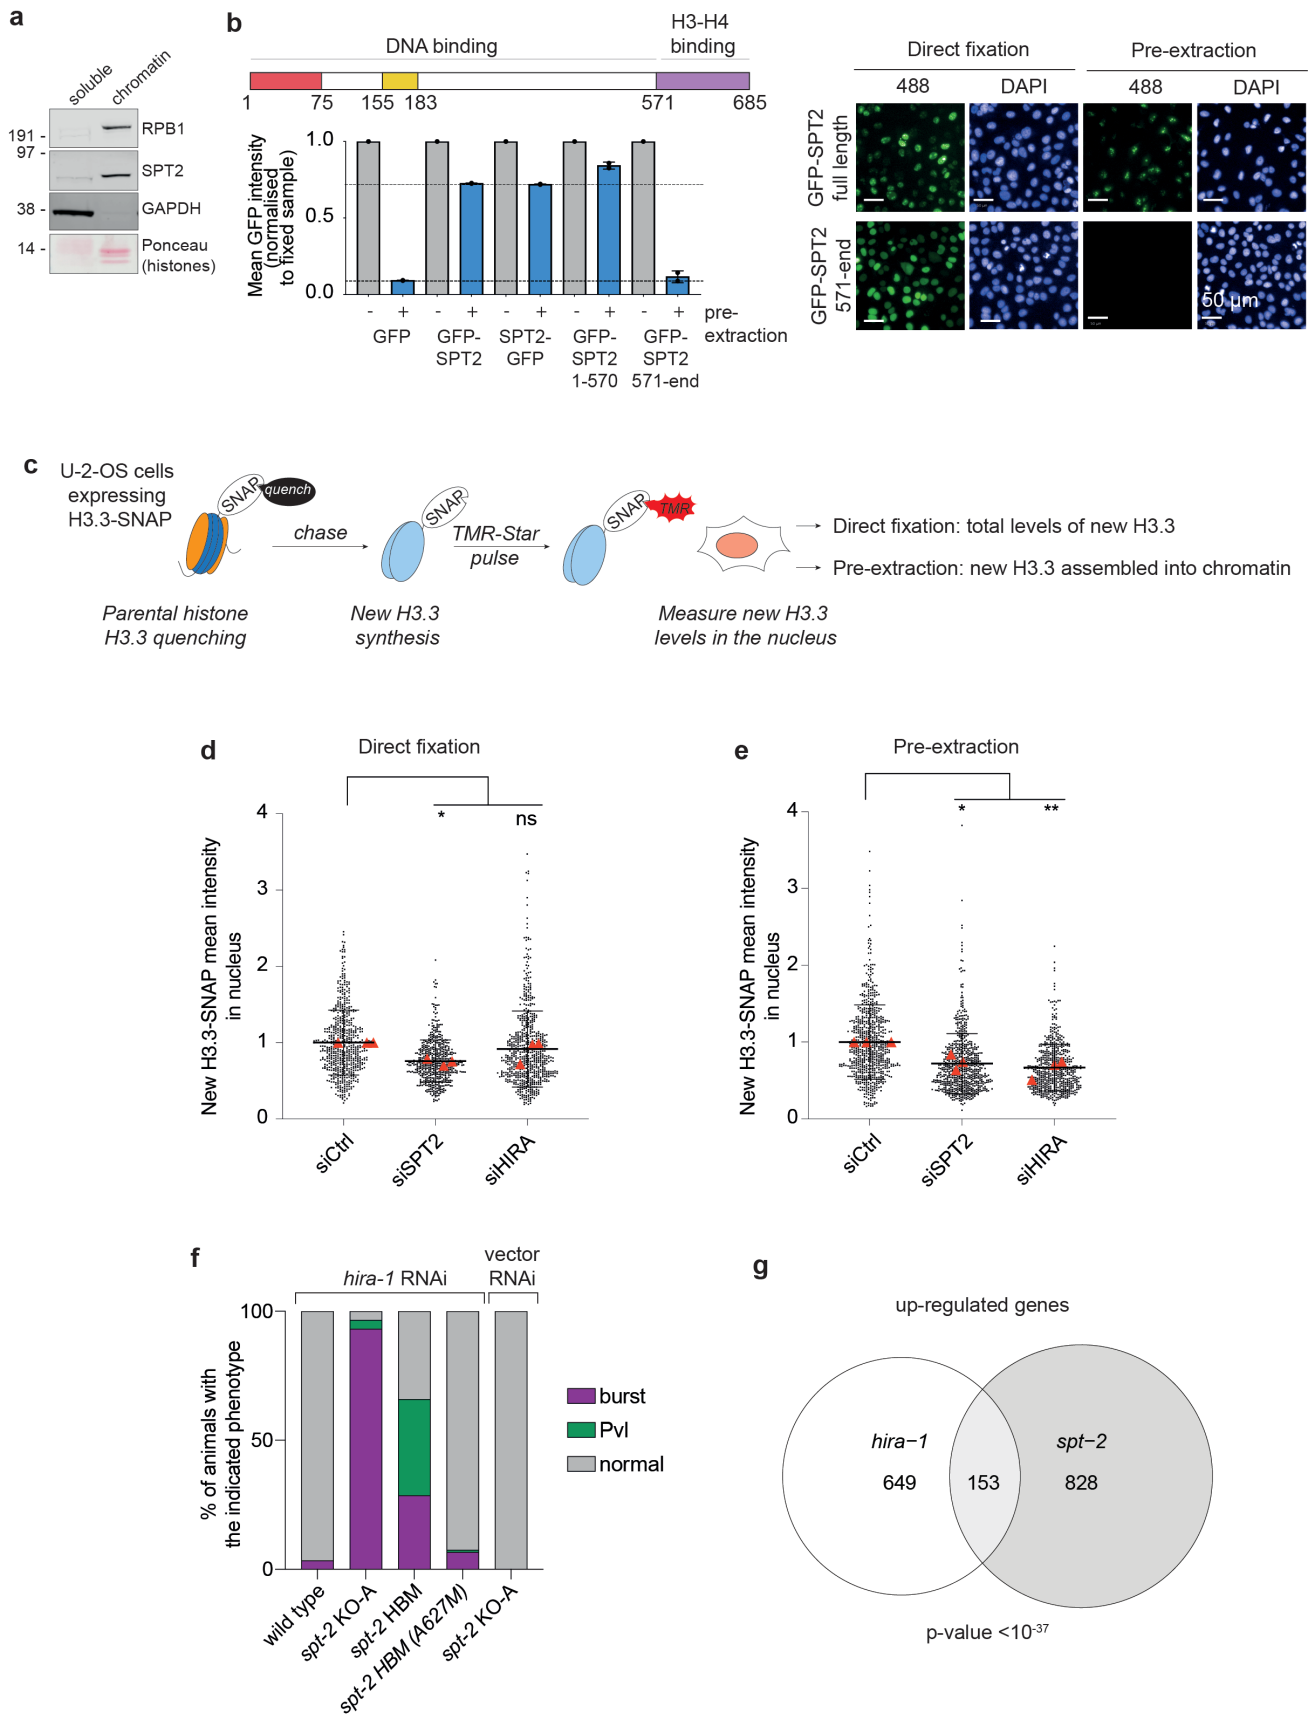 a
soluble
chromatin
191 -
97 -
38 -
14 -
RPB1
SPT2
GAPDH
Ponceau
(histones)
b
DNA binding
H3-H4
binding
1
75
155
183
571
685
Mean GFP intensity
(normalised
to fixed sample)
1.0
0.5
0.0
- + - + - + - + - +
pre-
extraction
GFP
GFP-
SPT2
SPT2-
GFP
GFP-
SPT2
1-570
GFP-
SPT2
571-end
Direct fixation
Pre-extraction
488
DAPI
488
DAPI
GFP-SPT2
full length
GFP-SPT2
571-end
50 µm
c
U-2-OS cells
expressing
H3.3-SNAP
SNAP
quench
chase
SNAP
TMR-Star
pulse
SNAP
TMR
Direct fixation: total levels of new H3.3
Pre-extraction: new H3.3 assembled into chromatin
Parental histone
H3.3 quenching
New H3.3
synthesis
Measure new H3.3
levels in the nucleus
d
Direct fixation
New H3.3-SNAP mean intensity
in nucleus
4
3
2
1
0
*
ns
siCtrl
siSPT2
siHIRA
e
Pre-extraction
New H3.3-SNAP mean intensity
in nucleus
4
3
2
1
0
*
**
siCtrl
siSPT2
siHIRA
f
hira-1 RNAi
vector
RNAi
% of animals with
the indicated phenotype
100
50
0
wild type
spt-2 KO-A
spt-2 HBM
spt-2 HBM (A627M)
spt-2 KO-A
burst
Pvl
normal
g
up-regulated genes
hira−1
649
153
spt−2
828
p-value <10⁻³⁷